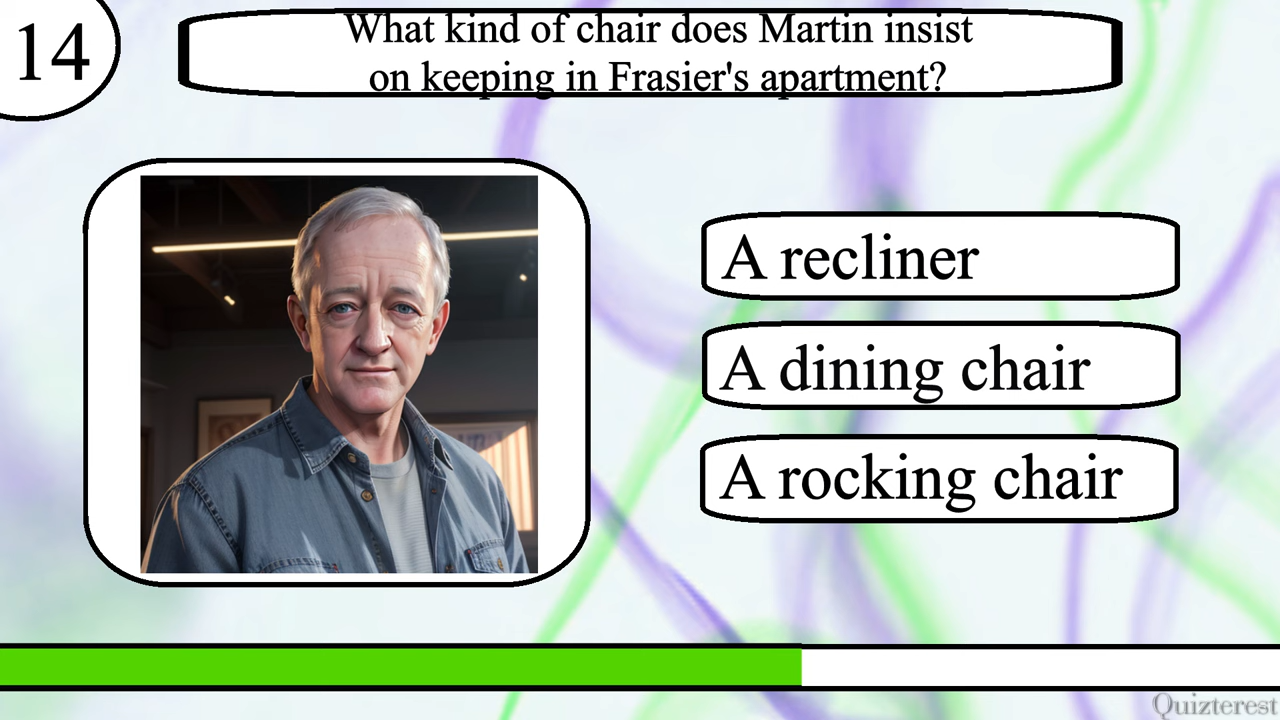 14
What kind of chair does Martin insist
on keeping in Frasier's apartment?
A recliner
A dining chair
A rocking chair
Quizterest